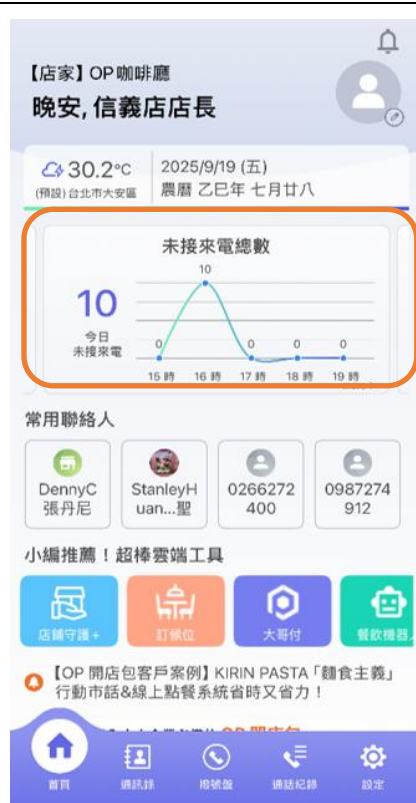 【店家】OP咖啡廳
晚安, 信義店店長
30.2°C
(預設)台北市大安區
2025/9/19 (五)
農曆 乙巳年 七月廿八
未接來電總數
10
10
今日
未接來電
0
0
0
0
15 時
16 時
17 時
18 時
19 時
常用聯絡人
DennyC
張丹尼
StanleyH
uan...聖
0266272
400
0987274
912
小編推薦！超棒雲端工具
店鋪守護+
訂候位
大哥付
餐飲機器
【OP 開店包客戶案例】KIRIN PASTA「麵食主義」
行動市話&線上點餐系統省時又省力！
OP 開店包
首頁
通訊錄
撥號盤
通話紀錄
設定